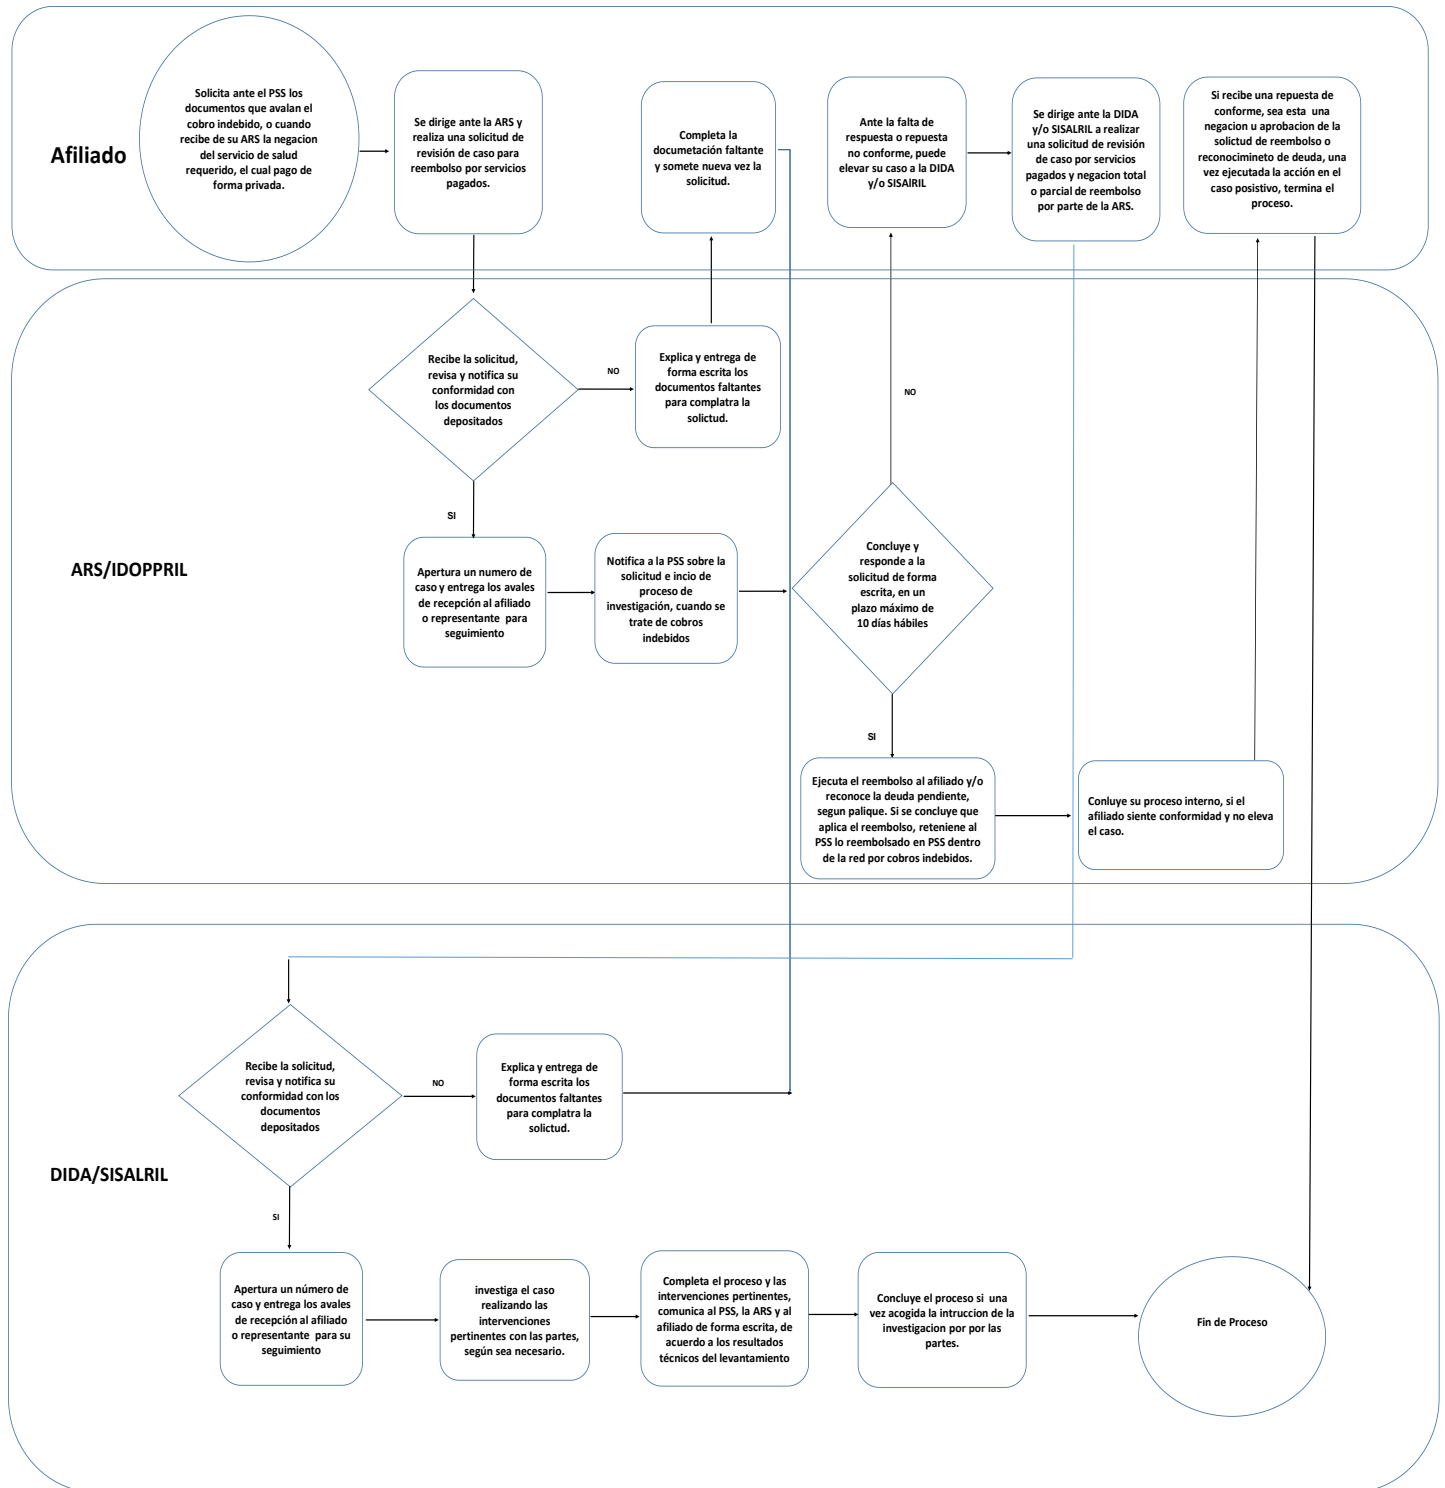 Afiliado
Solicita ante el PSS los
documentos que avalan el
cobro indebido, o cuando
recibe de su ARS la negacion
del servicio de salud
requerido, el cual pago de
forma privada.
Se dirige ante la ARS y
realiza una solicitud de
revisión de caso para
reembolso por servicios
pagados.
Completa la
documetación faltante
y somete nueva vez la
solicitud.
Ante la falta de
respuesta o repuesta
no conforme, puede
elevar su caso a la DIDA
y/o SISAlRIL
Se dirige ante la DIDA
y/o SISALRIL a realizar
una solicitud de revisión
de caso por servicios
pagados y negacion total
o parcial de reembolso
por parte de la ARS.
Si recibe una repuesta de
conforme, sea esta una
negacion u aprobacion de la
solicitud de reembolso o
reconocimineto de deuda, una
vez ejecutada la acción en el
caso posistivo, termina el
proceso.
ARS/IDOPPRIL
Recibe la solicitud,
revisa y notifica su
conformidad con
los documentos
depositados
NO
Explica y entrega de
forma escrita los
documentos faltantes
para complatra la
solictud.
NO
SI
Apertura un numero de
caso y entrega los avales
de recepción al afiliado
o representante para
seguimiento
Notifica a la PSS sobre la
solicitud e incio de
proceso de
investigación, cuando se
trate de cobros
indebidos
Concluye y
responde a la
solicitud de forma
escrita, en un
plazo máximo de
10 días hábiles
SI
Ejecuta el reembolso al afiliado y/o
reconoce la deuda pendiente,
segun palique. Si se concluye que
aplica el reembolso, reteniene al
PSS lo reembolsado en PSS dentro
de la red por cobros indebidos.
Conluye su proceso interno, si el
afiliado siente conformidad y no eleva
el caso.
DIDA/SISALRIL
Recibe la solicitud,
revisa y notifica su
conformidad con los
documentos
depositados
NO
Explica y entrega de
forma escrita los
documentos faltantes
para complatra la
solictud.
SI
Apertura un número de
caso y entrega los avales
de recepción al afiliado
o representante para su
seguimiento
investiga el caso
realizando las
intervenciones
pertinentes con las partes,
según sea necesario.
Completa el proceso y las
intervenciones pertinentes,
comunica al PSS, la ARS y al
afiliado de forma escrita, de
acuerdo a los resultados
técnicos del levantamiento
Concluye el proceso si una
vez acogida la intruccion de la
investigacion por por las
partes.
Fin de Proceso